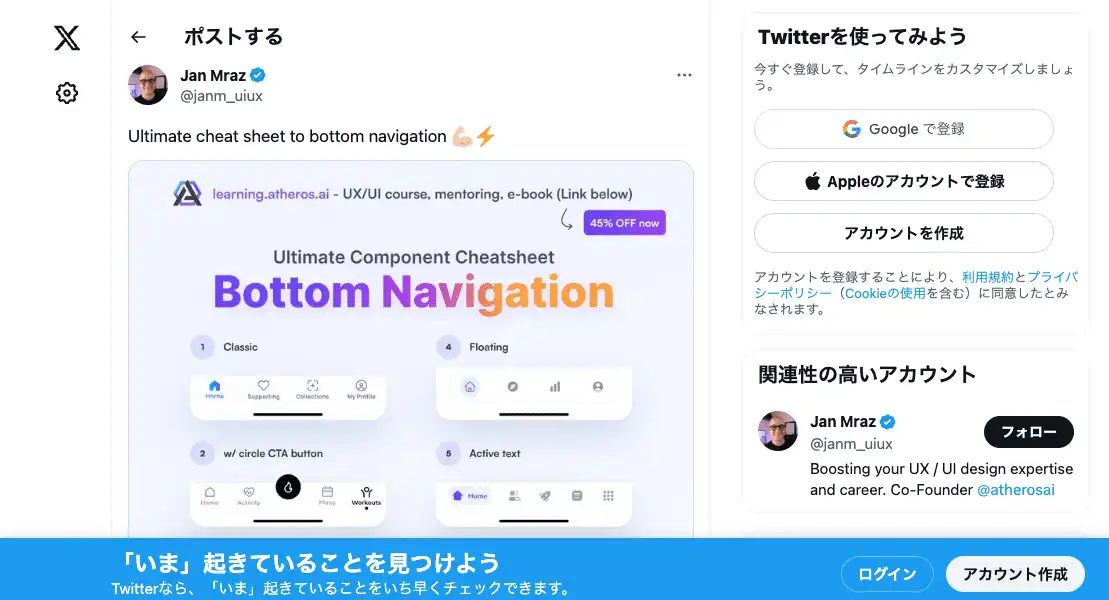 ポストする
Jan Mraz
@janm_uiux
Ultimate cheat sheet to bottom navigation 💪🏻⚡
learning.atheros.ai - UX/UI course, mentoring, e-book (Link below)
45% OFF now
Ultimate Component Cheatsheet
Bottom Navigation
1 Classic
Home Supporting Collections My Profile
4 Floating
2 w/ circle CTA button
Home Activity Plans Workouts
5 Active text
Home
Twitterを使ってみよう
今すぐ登録して、タイムラインをカスタマイズしましょ
う。
Google で登録
Appleのアカウントで登録
アカウントを作成
アカウントを登録することにより、利用規約とプライバ
シーポリシー（Cookieの使用を含む）に同意したとみ
なされます。
関連性の高いアカウント
Jan Mraz
@janm_uiux
フォロー
Boosting your UX / UI design expertise
and career. Co-Founder @atherosai
「いま」起きていることを見つけよう
Twitterなら、「いま」起きていることをいち早くチェックできます。
ログイン
アカウント作成